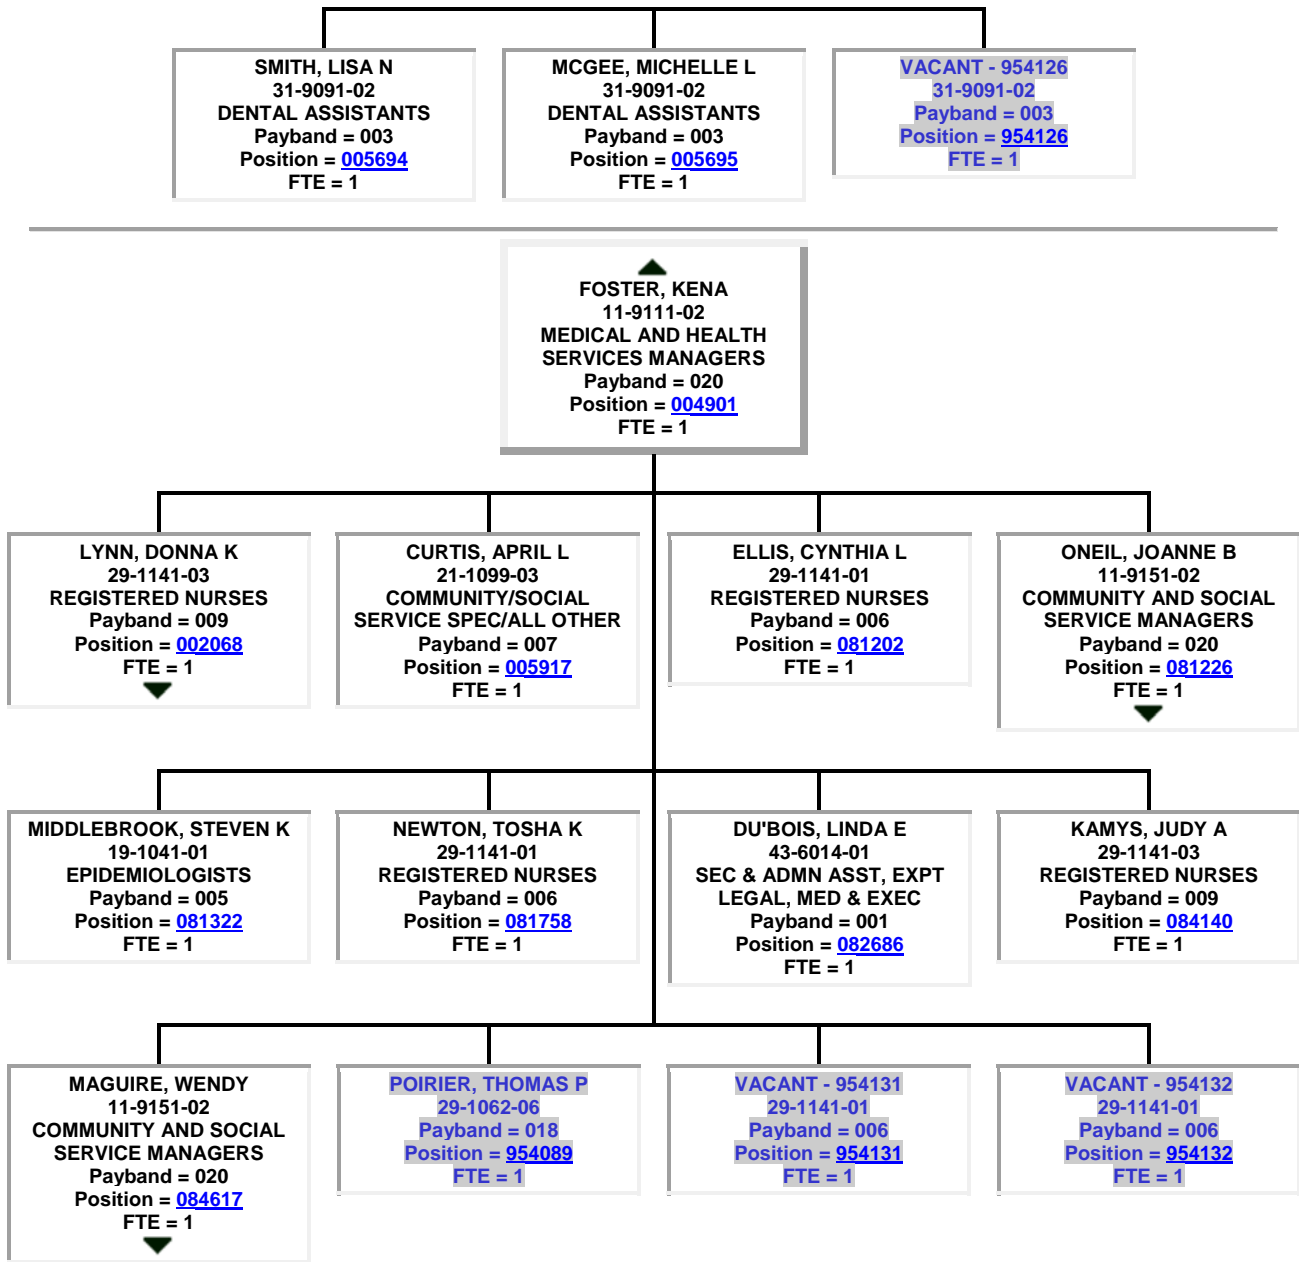 SMITH, LISA N
31-9091-02
DENTAL ASSISTANTS
Payband = 003
Position = 005694
FTE = 1
MCGEE, MICHELLE L
31-9091-02
DENTAL ASSISTANTS
Payband = 003
Position = 005695
FTE = 1
VACANT - 954126
31-9091-02
Payband = 003
Position = 954126
FTE = 1
FOSTER, KENA
11-9111-02
MEDICAL AND HEALTH
SERVICES MANAGERS
Payband = 020
Position = 004901
FTE = 1
LYNN, DONNA K
29-1141-03
REGISTERED NURSES
Payband = 009
Position = 002068
FTE = 1
CURTIS, APRIL L
21-1099-03
COMMUNITY/SOCIAL
SERVICE SPEC/ALL OTHER
Payband = 007
Position = 005917
FTE = 1
ELLIS, CYNTHIA L
29-1141-01
REGISTERED NURSES
Payband = 006
Position = 081202
FTE = 1
ONEIL, JOANNE B
11-9151-02
COMMUNITY AND SOCIAL
SERVICE MANAGERS
Payband = 020
Position = 081226
FTE = 1
MIDDLEBROOK, STEVEN K
19-1041-01
EPIDEMIOLOGISTS
Payband = 005
Position = 081322
FTE = 1
NEWTON, TOSHA K
29-1141-01
REGISTERED NURSES
Payband = 006
Position = 081758
FTE = 1
DU'BOIS, LINDA E
43-6014-01
SEC & ADMN ASST, EXPT
LEGAL, MED & EXEC
Payband = 001
Position = 082686
FTE = 1
KAMYS, JUDY A
29-1141-03
REGISTERED NURSES
Payband = 009
Position = 084140
FTE = 1
MAGUIRE, WENDY
11-9151-02
COMMUNITY AND SOCIAL
SERVICE MANAGERS
Payband = 020
Position = 084617
FTE = 1
POIRIER, THOMAS P
29-1062-06
Payband = 018
Position = 954089
FTE = 1
VACANT - 954131
29-1141-01
Payband = 006
Position = 954131
FTE = 1
VACANT - 954132
29-1141-01
Payband = 006
Position = 954132
FTE = 1